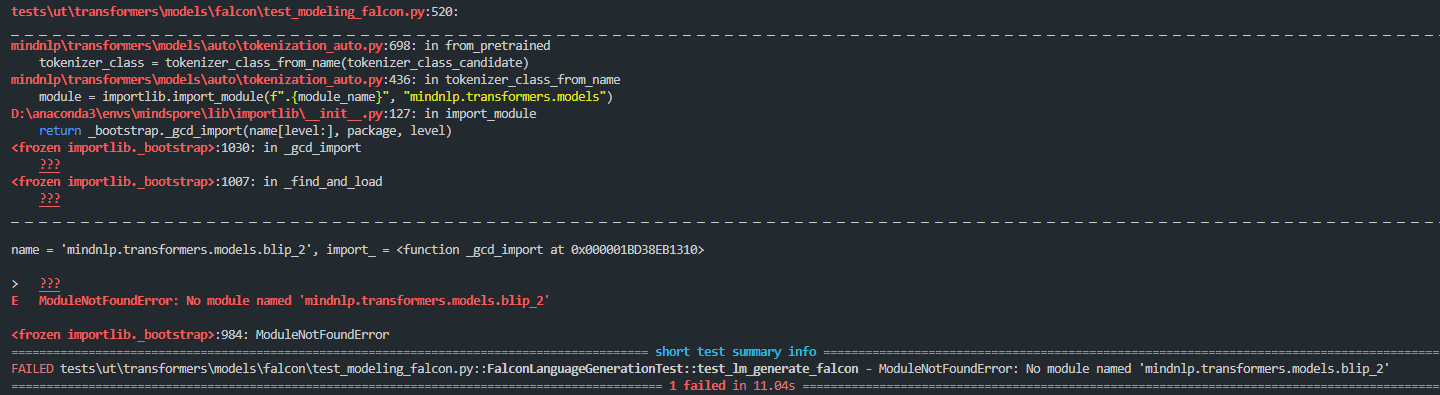 tests\ut\transformers\models\falcon\test_modeling_falcon.py:520:
_ _ _ _ _ _ _ _ _ _ _ _ _ _ _ _ _ _ _ _ _ _ _ _ _ _ _ _ _ _ _ _ _ _ _ _ _ _ _ _ _ _ _ _ _ _ _ _ _ _ _ _ _ _ _ _ _ _ _ _ _ _ _ _ _ _ _ _ _ _ _ _ _ _ _ _ _ _ _ _ _ _ _ _ _ _ _ _ _ _ _ _ _ _ _ _ _ _ _ _ _ _
mindnlp\transformers\models\auto\tokenization_auto.py:698: in from_pretrained
    tokenizer_class = tokenizer_class_from_name(tokenizer_class_candidate)
mindnlp\transformers\models\auto\tokenization_auto.py:436: in tokenizer_class_from_name
    module = importlib.import_module(f".{module_name}", "mindnlp.transformers.models")
D:\anaconda3\envs\mindspore\lib\importlib\__init__.py:127: in import_module
    return _bootstrap._gcd_import(name[level:], package, level)
<frozen importlib._bootstrap>:1030: in _gcd_import
    ???
<frozen importlib._bootstrap>:1007: in _find_and_load
    ???
_ _ _ _ _ _ _ _ _ _ _ _ _ _ _ _ _ _ _ _ _ _ _ _ _ _ _ _ _ _ _ _ _ _ _ _ _ _ _ _ _ _ _ _ _ _ _ _ _ _ _ _ _ _ _ _ _ _ _ _ _ _ _ _ _ _ _ _ _ _ _ _ _ _ _ _ _ _ _ _ _ _ _ _ _ _ _ _ _ _ _ _ _ _ _ _ _ _ _ _ _ _
name = 'mindnlp.transformers.models.blip_2', import_ = <function _gcd_import at 0x000001BD38EB1310>
>   ???
E   ModuleNotFoundError: No module named 'mindnlp.transformers.models.blip_2'
<frozen importlib._bootstrap>:984: ModuleNotFoundError
=========================================================================================== short test summary info ===========================================================================================
FAILED tests\ut\transformers\models\falcon\test_modeling_falcon.py::FalconLanguageGenerationTest::test_lm_generate_falcon - ModuleNotFoundError: No module named 'mindnlp.transformers.models.blip_2'
============================================================================================= 1 failed in 11.04s ==============================================================================================